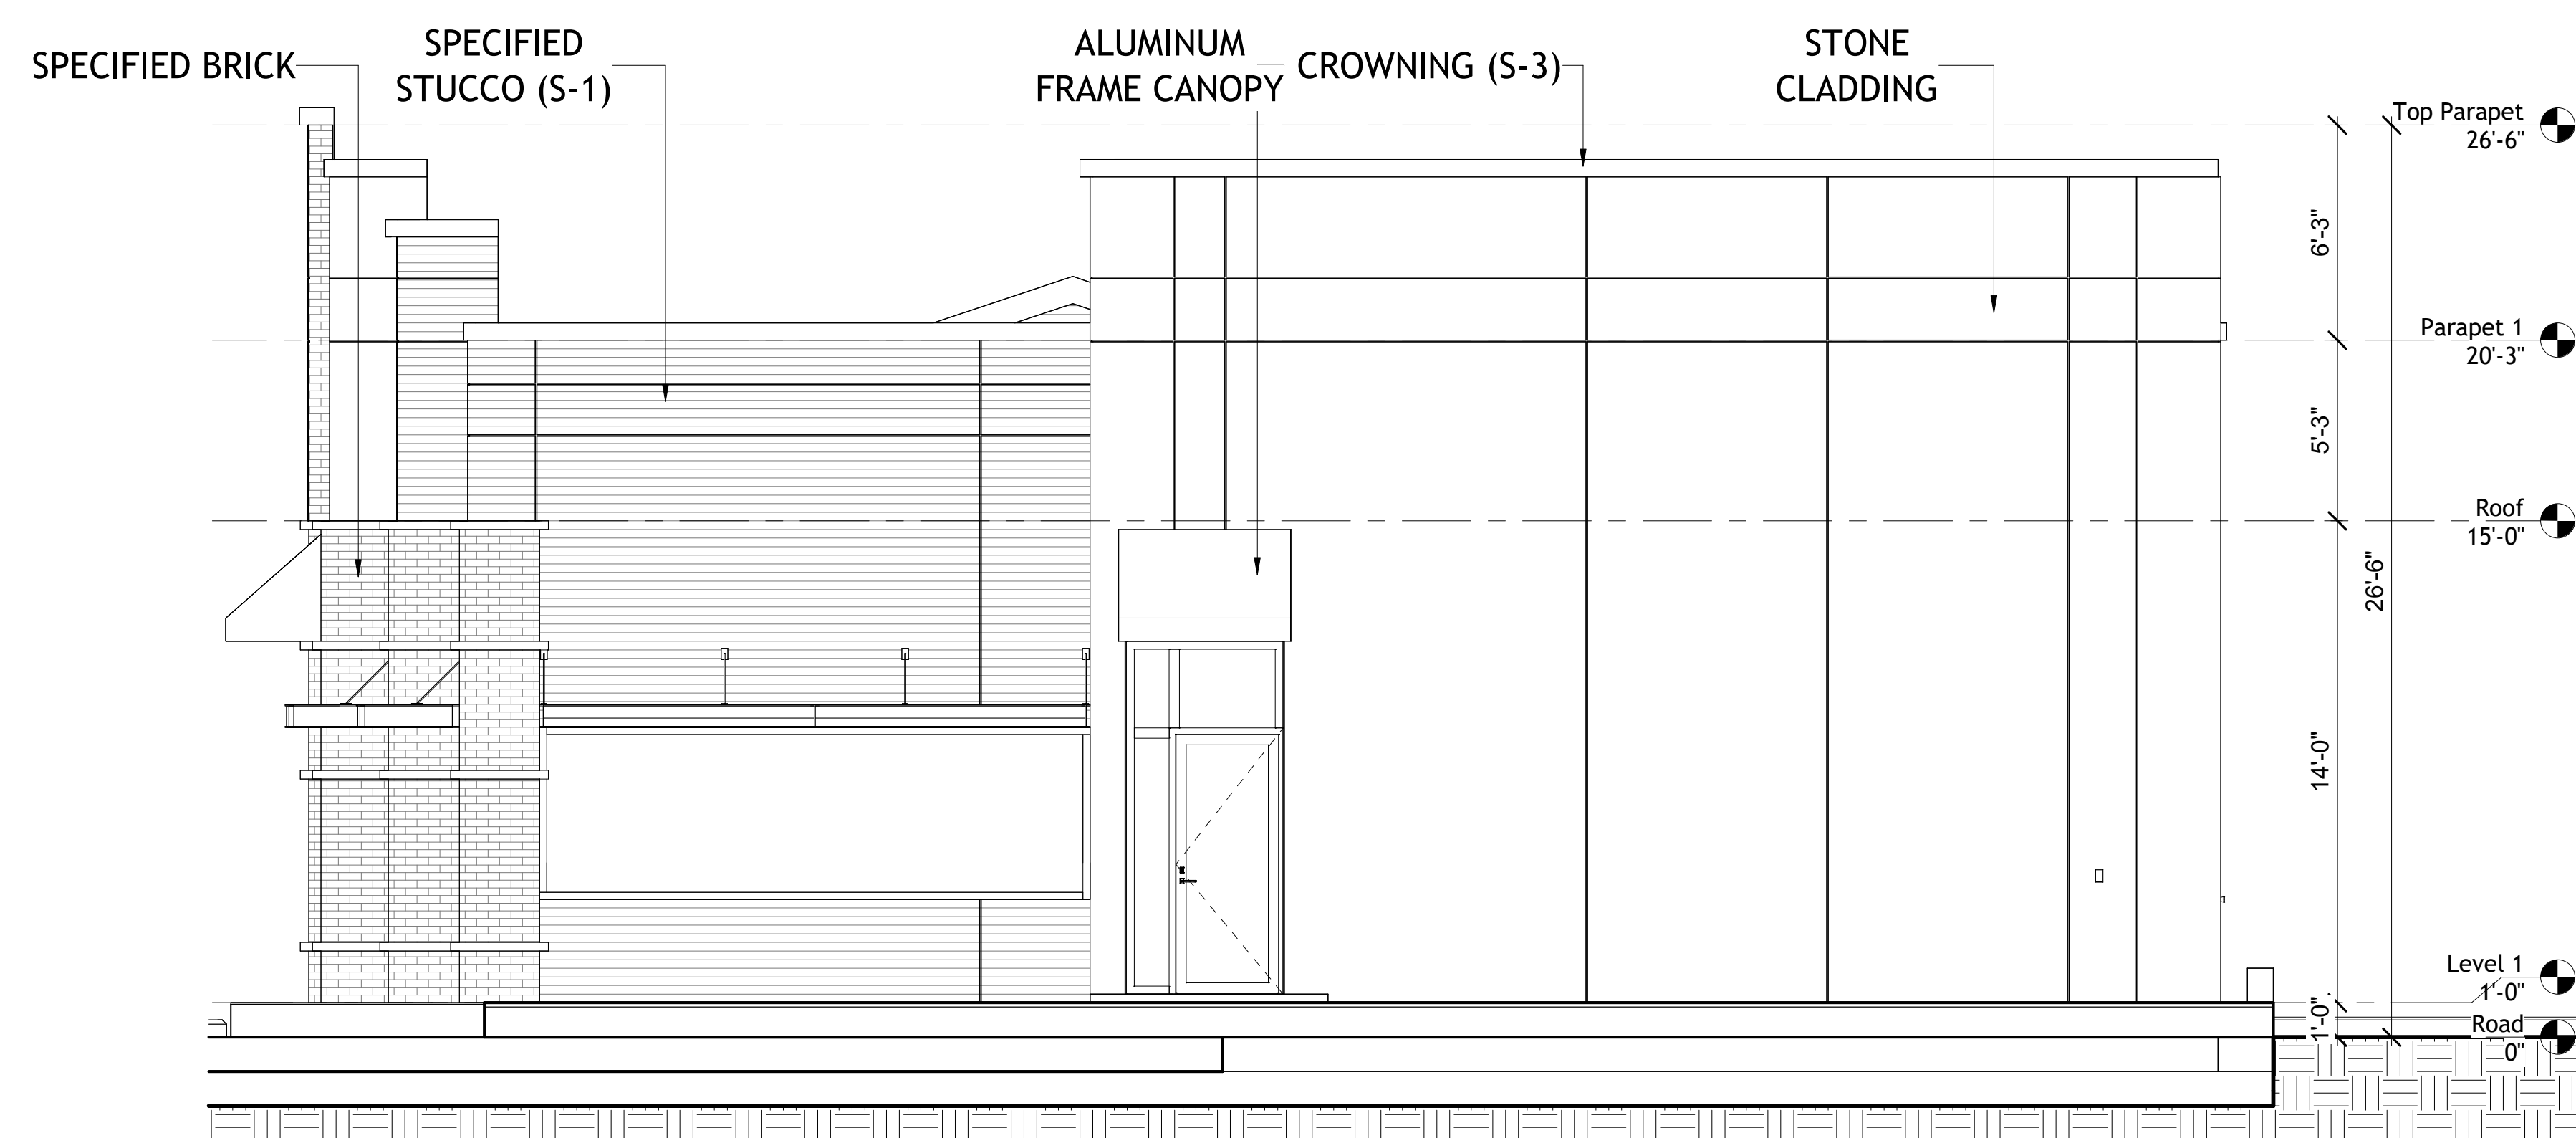 SPECIFIED BRICK
SPECIFIED
STUCCO (S-1)
ALUMINUM
FRAME CANOPY
CROWNING (S-3)
STONE
CLADDING
Top Parapet
26'-6"
6'-3"
Parapet 1
20'-3"
5'-3"
Roof
15'-0"
26'-6"
14'-0"
Level 1
1'-0"
1'-0"
Road
0"